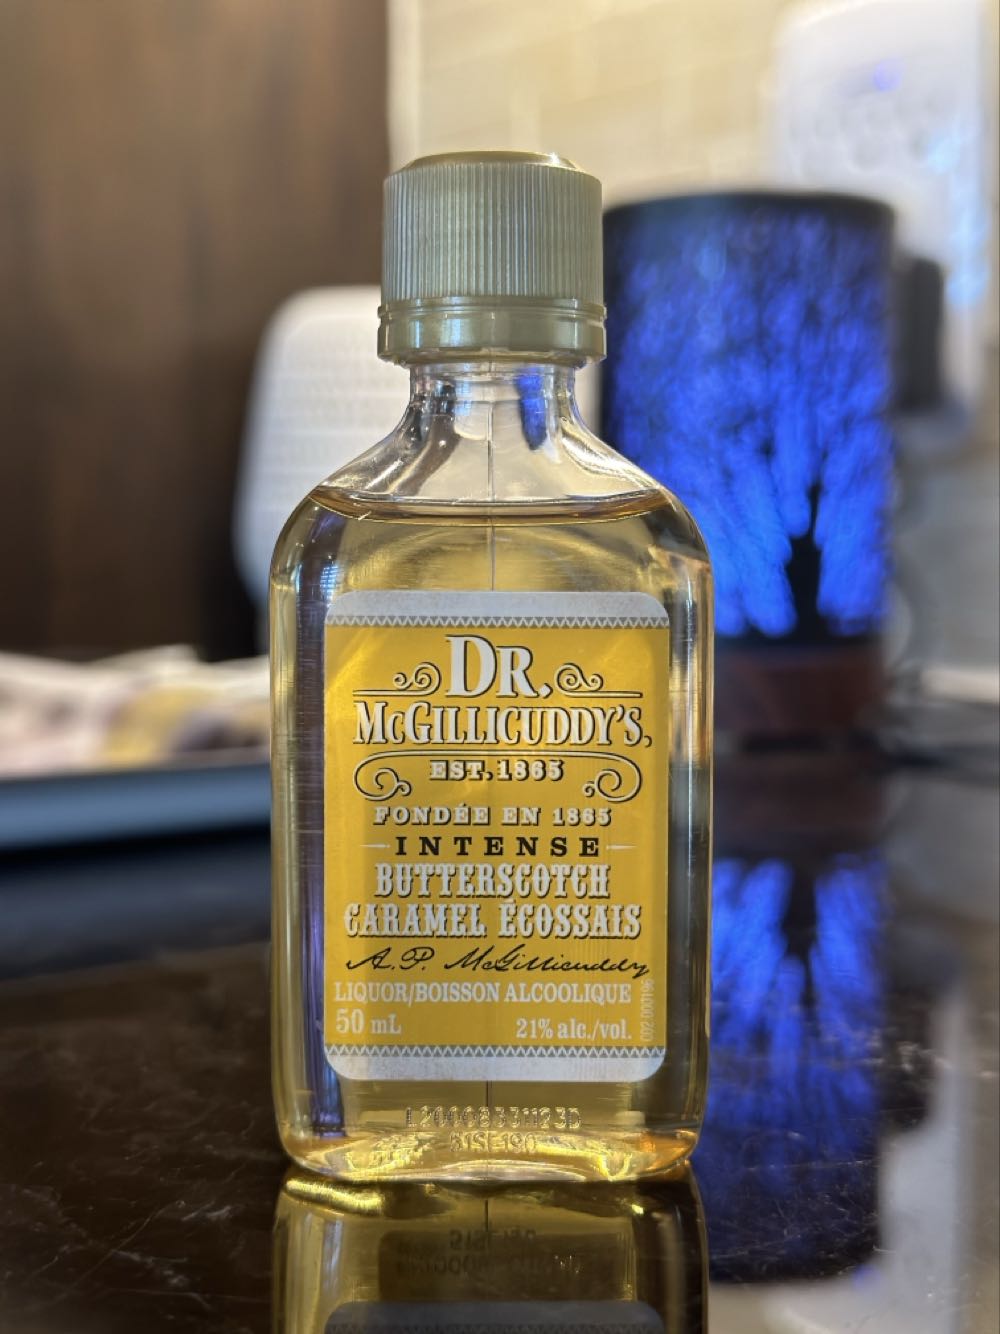 DR.
McGILLICUDDY'S.
EST. 1865
FONDÉE EN 1865
INTENSE
BUTTERSCOTCH
CARAMEL ÉCOSSAIS
A.P. McGillicuddy
LIQUOR/BOISSON ALCOOLIQUE
50 mL 21% alc./vol.